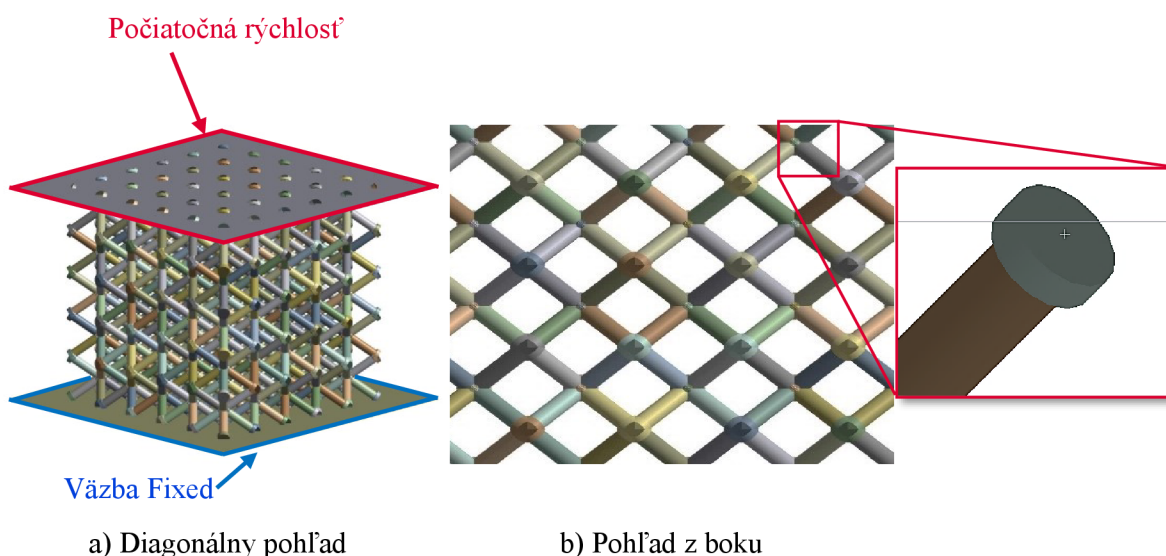 Počiatočná rýchlosť
Väzba Fixed
a) Diagonálny pohľad
b) Pohľad z boku